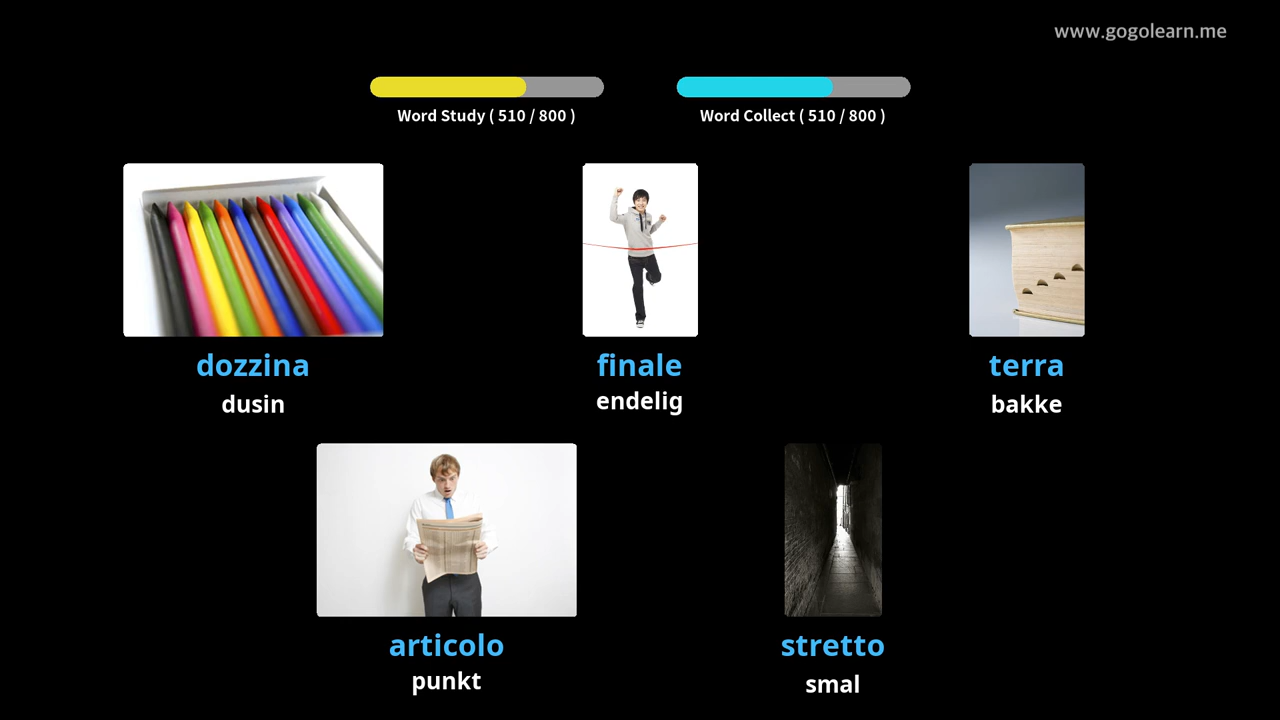 www.gogolearn.me
Word Study ( 510 / 800 )
Word Collect ( 510 / 800 )
dozzina
dusin
finale
endelig
terra
bakke
articolo
punkt
stretto
smal